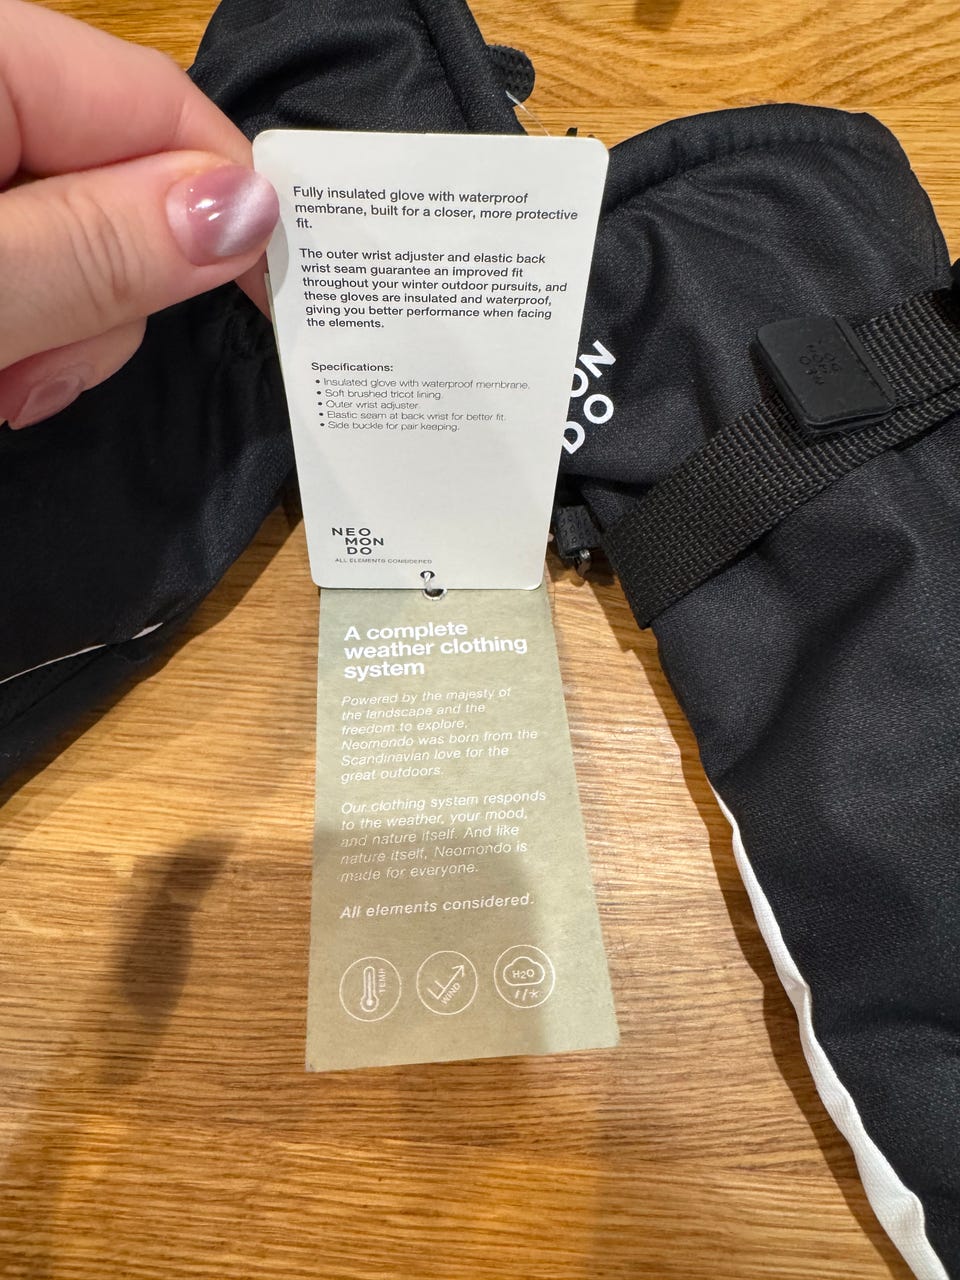 Fully insulated glove with waterproof
membrane, built for a closer, more protective
fit.
The outer wrist adjuster and elastic back
wrist seam guarantee an improved fit
throughout your winter outdoor pursuits, and
these gloves are insulated and waterproof,
giving you better performance when facing
the elements.
Specifications:
• Insulated glove with waterproof membrane.
• Soft brushed tricot lining.
• Outer wrist adjuster.
• Elastic seam at back wrist for better fit.
• Side buckle for pair keeping.
NEO
MON
DO
ALL ELEMENTS CONSIDERED
A complete
weather clothing
system
Powered by the majesty of
the landscape and the
freedom to explore,
Neomondo was born from the
Scandinavian love for the
great outdoors.
Our clothing system responds
to the weather, your mood,
and nature itself. And like
nature itself, Neomondo is
made for everyone.
All elements considered.
TEMP
WIND
H2O
//*
ON
DO